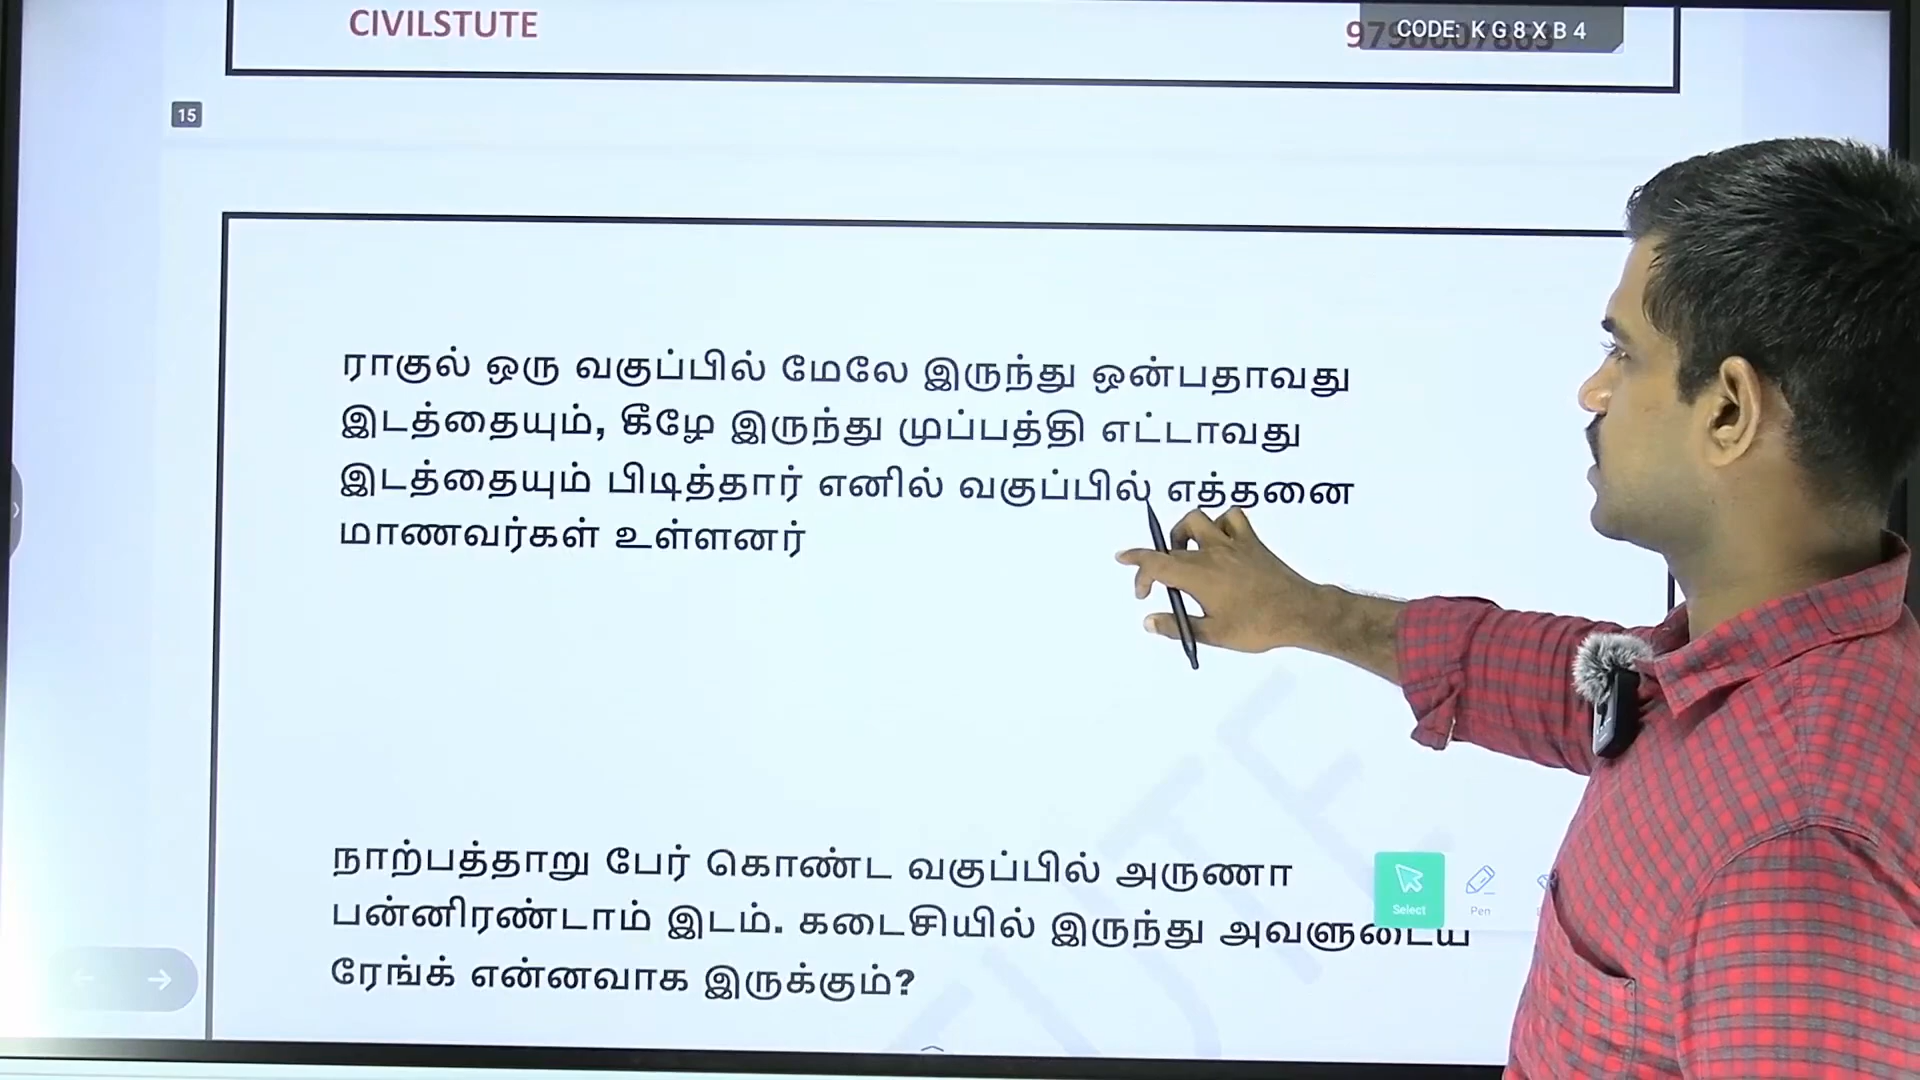 CIVILSTUTE
CODE: K G 8 X B 4
15
ராகுல் ஒரு வகுப்பில் மேலே இருந்து ஒன்பதாவது
இடத்தையும், கீழே இருந்து முப்பத்தி எட்டாவது
இடத்தையும் பிடித்தார் எனில் வகுப்பில் எத்தனை
மாணவர்கள் உள்ளனர்
நாற்பத்தாறு பேர் கொண்ட வகுப்பில் அருணா
பன்னிரண்டாம் இடம். கடைசியில் இருந்து அவளுடைய
ரேங்க் என்னவாக இருக்கும்?
Select
Pen